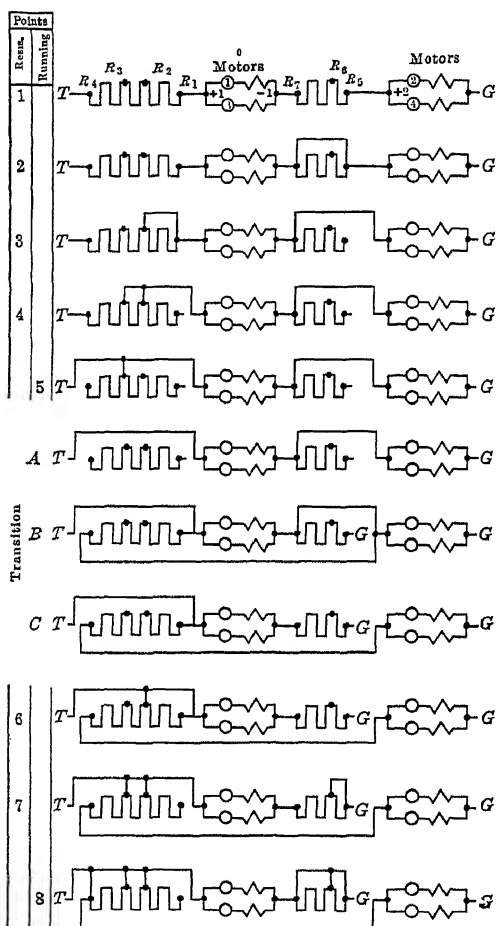 Points
Resis.
Running
0
Motors
Motors
R4 R3 R2 R1 +1 1 3 -1 R7 R6 R5 +2 2 4
1 T G
2 T G
3 T G
4 T G
5 T G
Transition
A T G
B T G G
C T G G
6 T G G
7 T G G
8 T G G